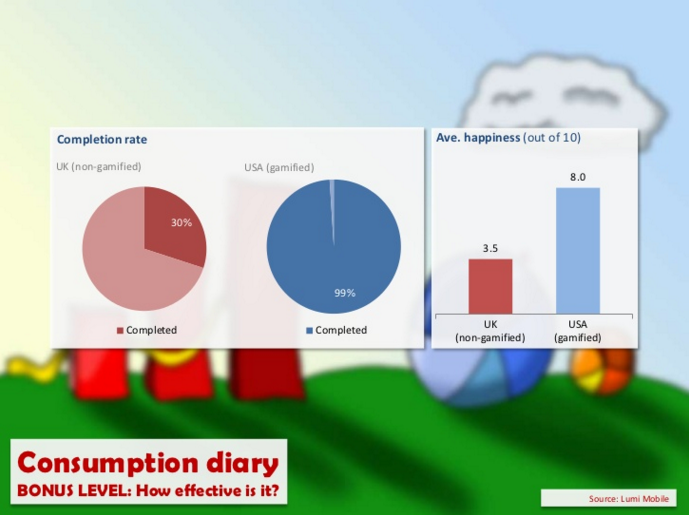 Completion rate
UK (non-gamified)
USA (gamified)
30%
99%
Completed
Completed
Ave. happiness (out of 10)
8.0
3.5
UK
(non-gamified)
USA
(gamified)
Consumption diary
BONUS LEVEL: How effective is it?
Source: Lumi Mobile